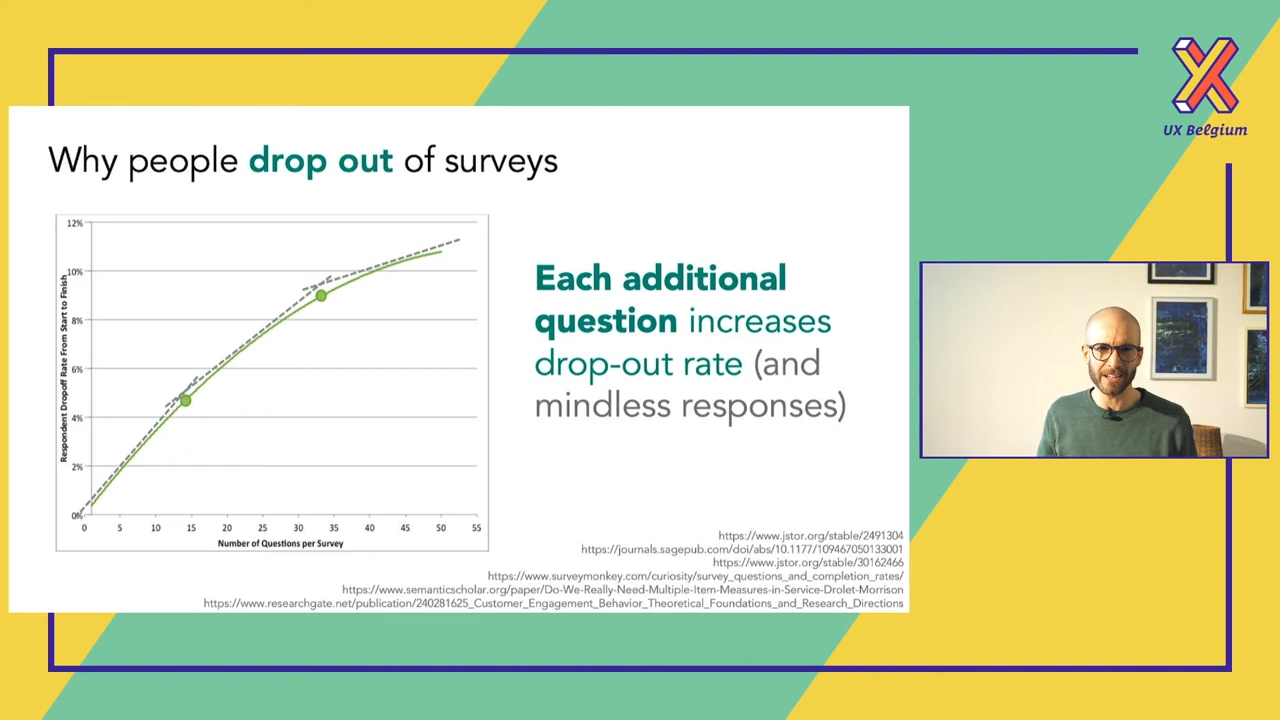 UX Belgium
Why people drop out of surveys
12%
10%
8%
6%
4%
2%
0%
Respondent Dropoff Rate From Start to Finish
0 5 10 15 20 25 30 35 40 45 50 55
Number of Questions per Survey
Each additional
question increases
drop-out rate (and
mindless responses)
https://www.jstor.org/stable/2491304
https://journals.sagepub.com/doi/abs/10.1177/109467050133001
https://www.jstor.org/stable/30162466
https://www.surveymonkey.com/curiosity/survey_questions_and_completion_rates/
https://www.semanticscholar.org/paper/Do-We-Really-Need-Multiple-Item-Measures-in-Service-Drolet-Morrison
https://www.researchgate.net/publication/240281625_Customer_Engagement_Behavior_Theoretical_Foundations_and_Research_Directions